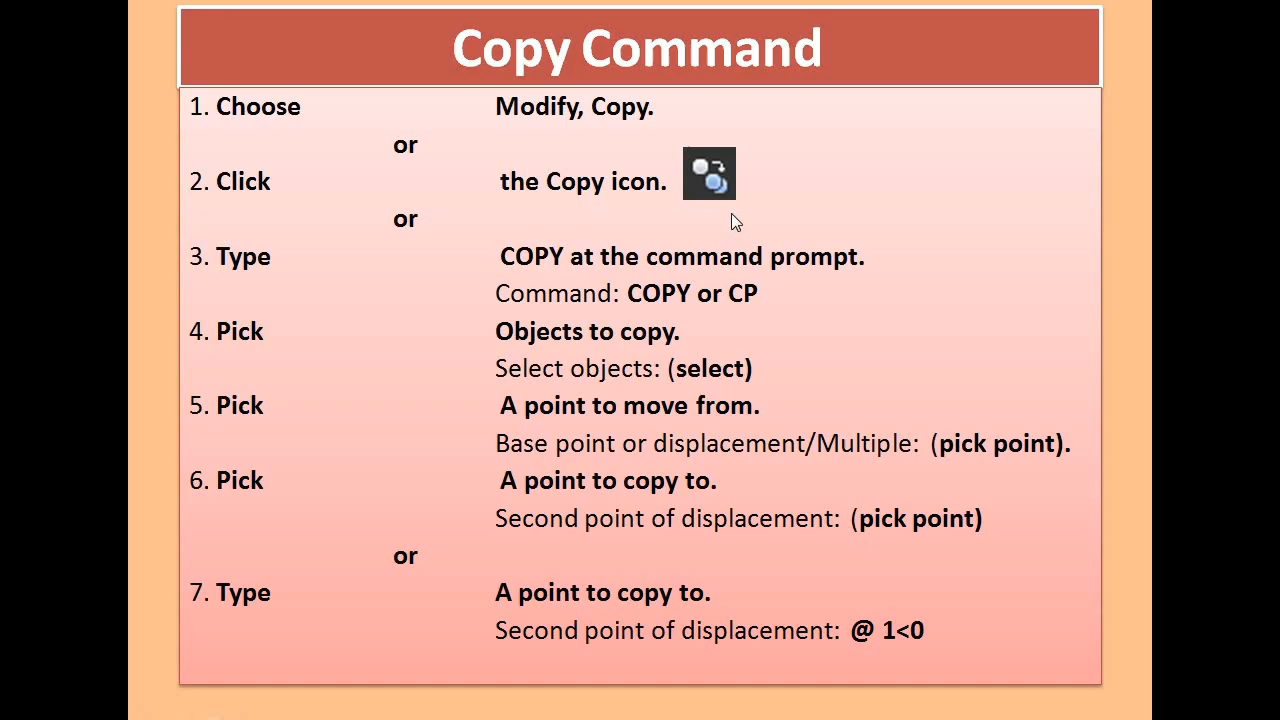 Copy Command
1. Choose Modify, Copy.
or
2. Click the Copy icon.
or
3. Type COPY at the command prompt.
Command: COPY or CP
4. Pick Objects to copy.
Select objects: (select)
5. Pick A point to move from.
Base point or displacement/Multiple: (pick point).
6. Pick A point to copy to.
Second point of displacement: (pick point)
or
7. Type A point to copy to.
Second point of displacement: @ 1<0